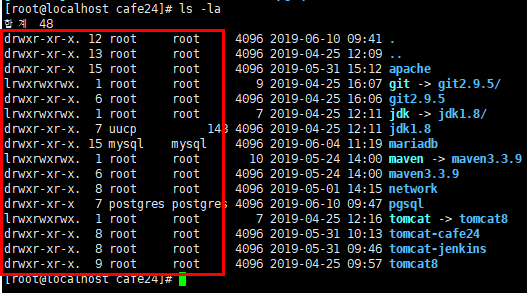 [root@localhost cafe24]# ls -la
합계 48
drwxr-xr-x. 12 root root 4096 2019-06-10 09:41 .
drwxr-xr-x. 13 root root 4096 2019-04-25 12:09 ..
drwxr-xr-x 15 root root 4096 2019-05-31 15:12 apache
lrwxrwxrwx. 1 root root 9 2019-04-25 16:07 git -> git2.9.5/
drwxr-xr-x. 6 root root 4096 2019-04-25 16:06 git2.9.5
lrwxrwxrwx. 1 root root 7 2019-04-25 12:11 jdk -> jdk1.8/
drwxr-xr-x. 7 uucp 143 4096 2019-04-25 12:11 jdk1.8
drwxr-xr-x. 15 mysql mysql 4096 2019-06-04 11:19 mariadb
lrwxrwxrwx. 1 root root 10 2019-05-24 14:00 maven -> maven3.3.9
drwxr-xr-x. 6 root root 4096 2019-05-24 14:00 maven3.3.9
drwxr-xr-x. 8 root root 4096 2019-05-01 14:15 network
drwxr-xr-x 7 postgres postgres 4096 2019-06-10 09:47 pgsql
lrwxrwxrwx. 1 root root 7 2019-04-25 12:16 tomcat -> tomcat8
drwxr-xr-x. 8 root root 4096 2019-05-31 10:13 tomcat-cafe24
drwxr-xr-x. 8 root root 4096 2019-05-31 09:46 tomcat-jenkins
drwxr-xr-x. 9 root root 4096 2019-04-25 09:57 tomcat8
[root@localhost cafe24]#